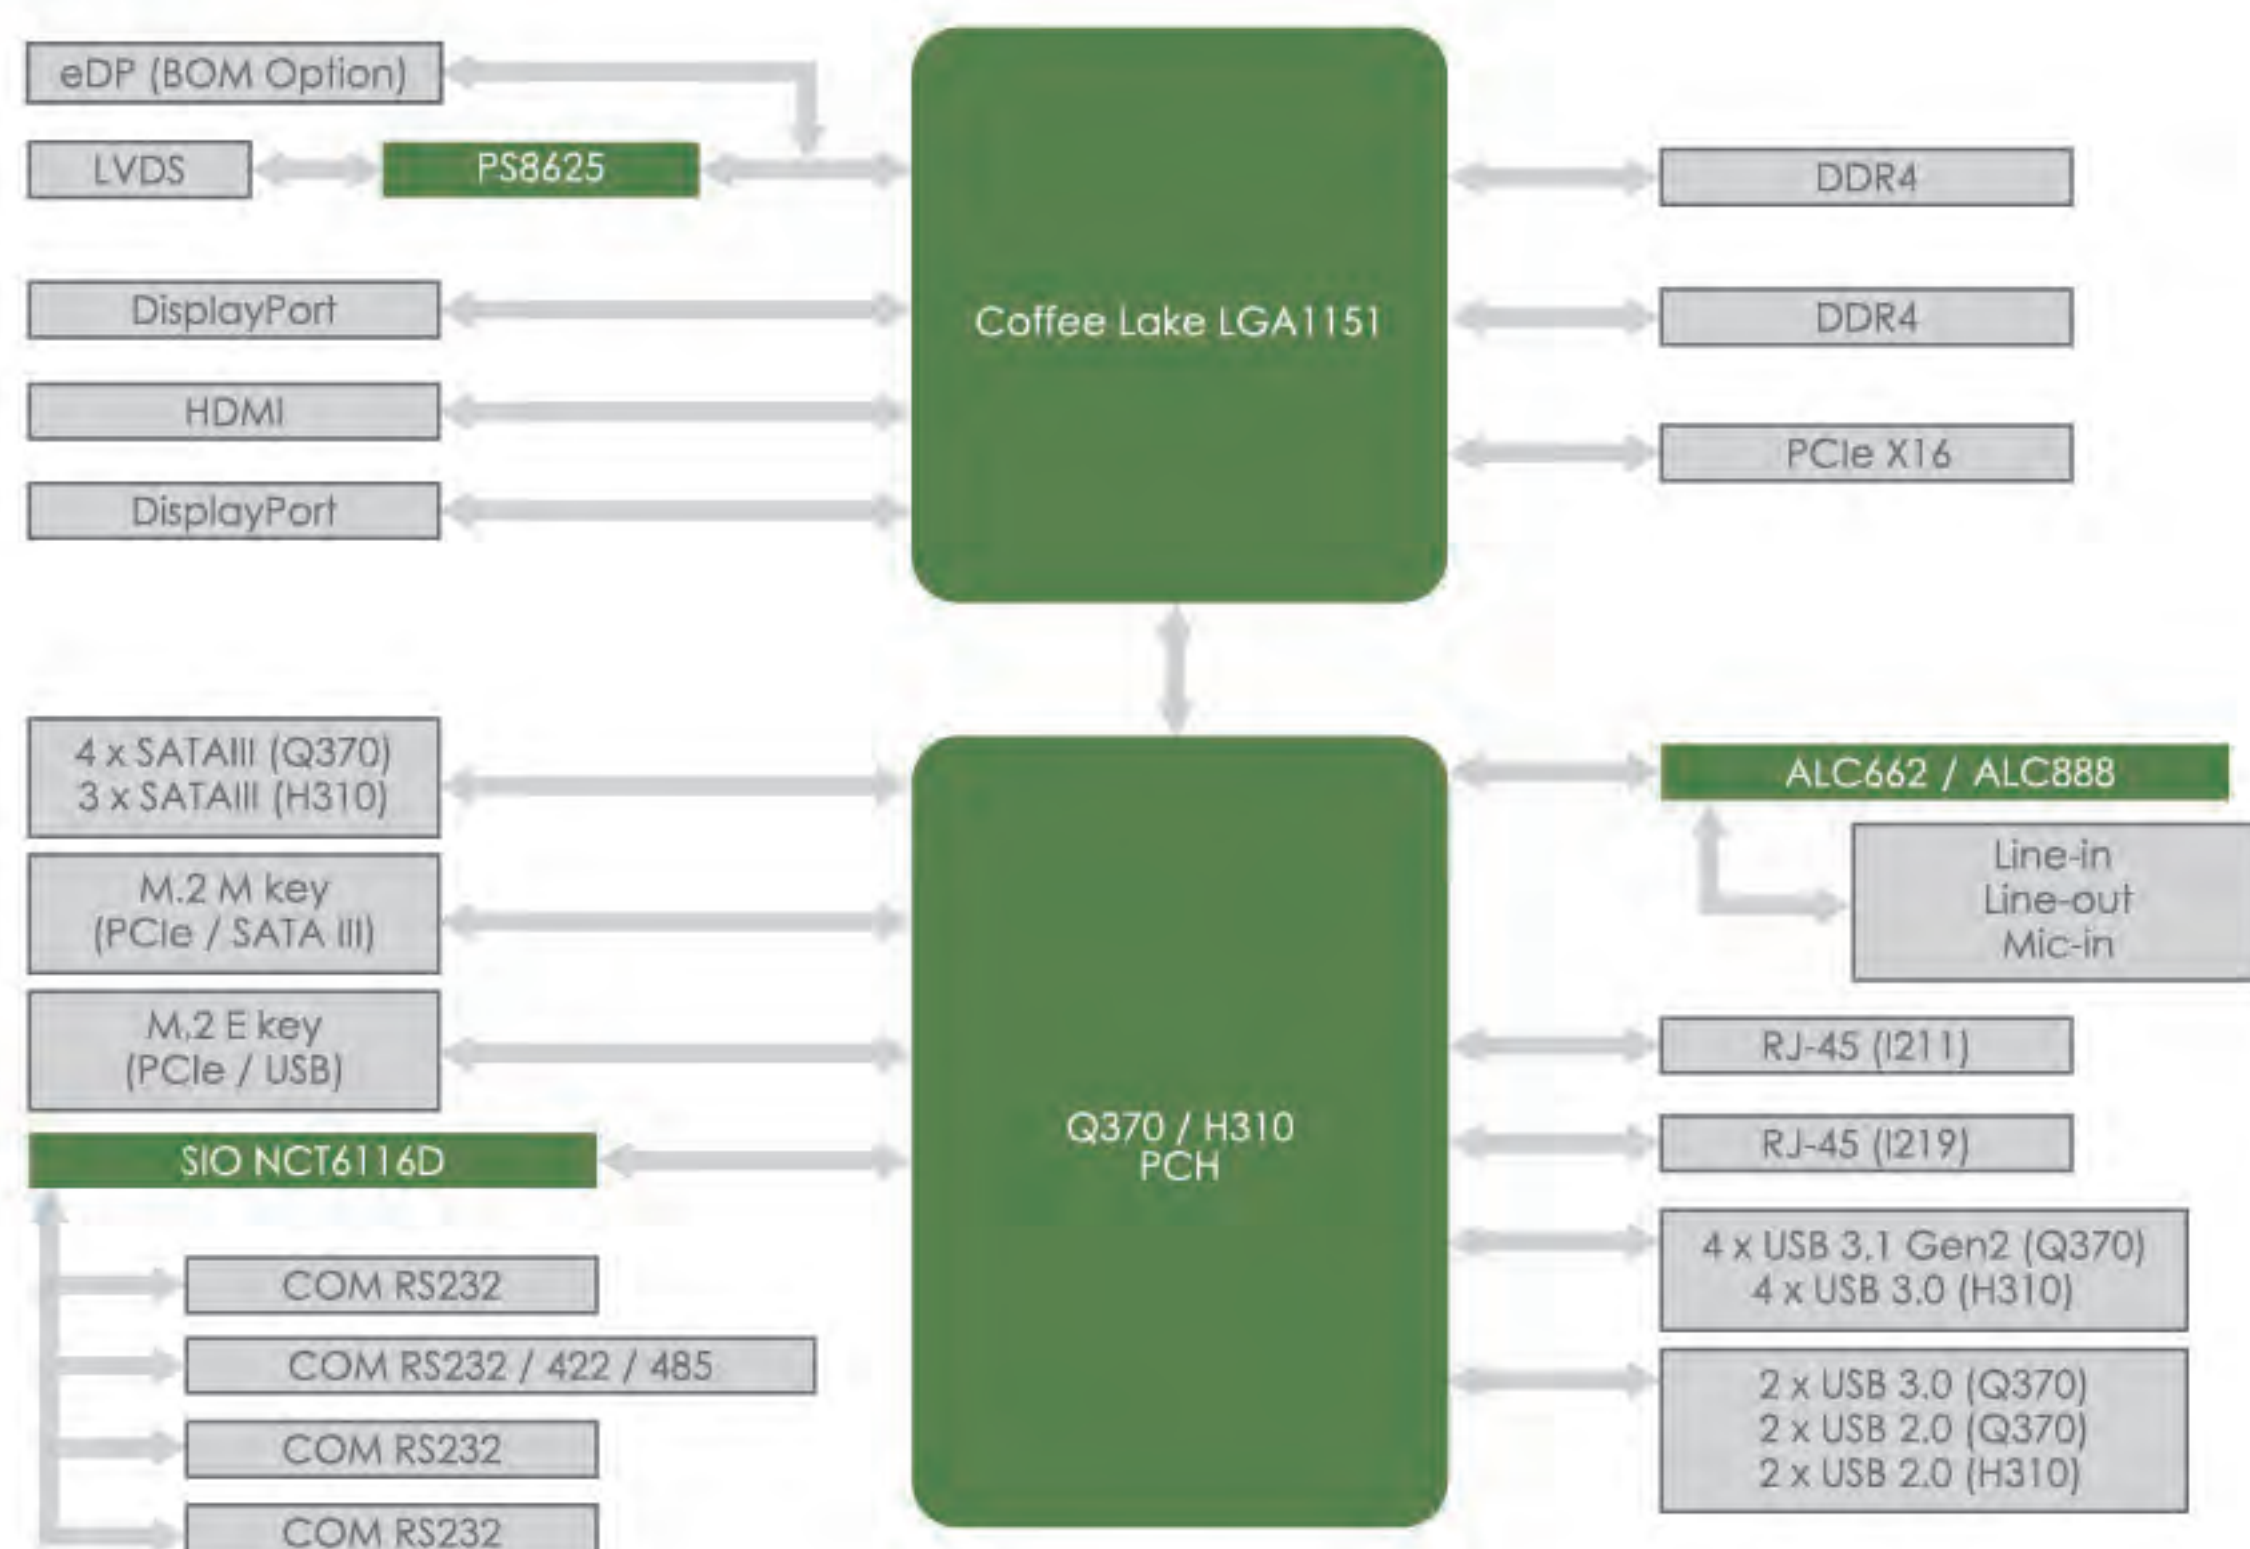 eDP (BOM Option)
LVDS
PS8625
DisplayPort
HDMI
DisplayPort
Coffee Lake LGA1151
DDR4
DDR4
PCIe X16
4 x SATAIII (Q370)
3 x SATAIII (H310)
M.2 M key
(PCIe / SATA III)
M.2 E key
(PCIe / USB)
SIO NCT6116D
COM RS232
COM RS232 / 422 / 485
COM RS232
COM RS232
Q370 / H310
PCH
ALC662 / ALC888
Line-in
Line-out
Mic-in
RJ-45 (I211)
RJ-45 (I219)
4 x USB 3.1 Gen2 (Q370)
4 x USB 3.0 (H310)
2 x USB 3.0 (Q370)
2 x USB 2.0 (Q370)
2 x USB 2.0 (H310)